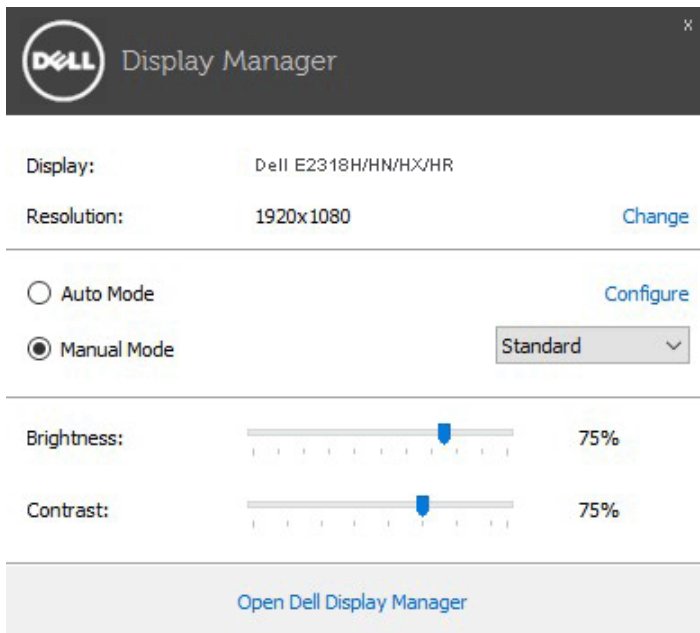 DELL Display Manager
x
Display: Dell E2318H/HN/HX/HR
Resolution: 1920x1080 Change
Auto Mode Configure
Manual Mode Standard
Brightness: 75%
Contrast: 75%
Open Dell Display Manager